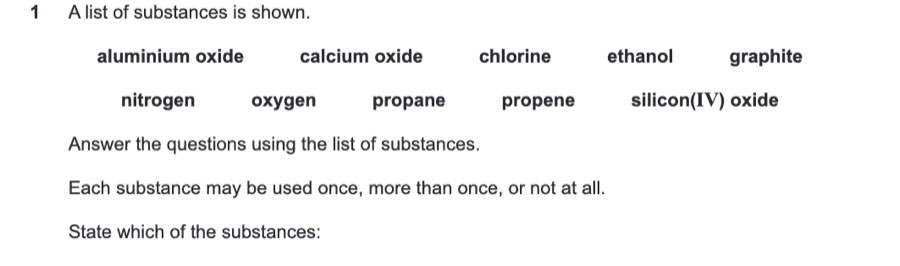 1 A list of substances is shown.
aluminium oxide calcium oxide chlorine ethanol graphite
nitrogen oxygen propane propene silicon(IV) oxide
Answer the questions using the list of substances.
Each substance may be used once, more than once, or not at all.
State which of the substances: